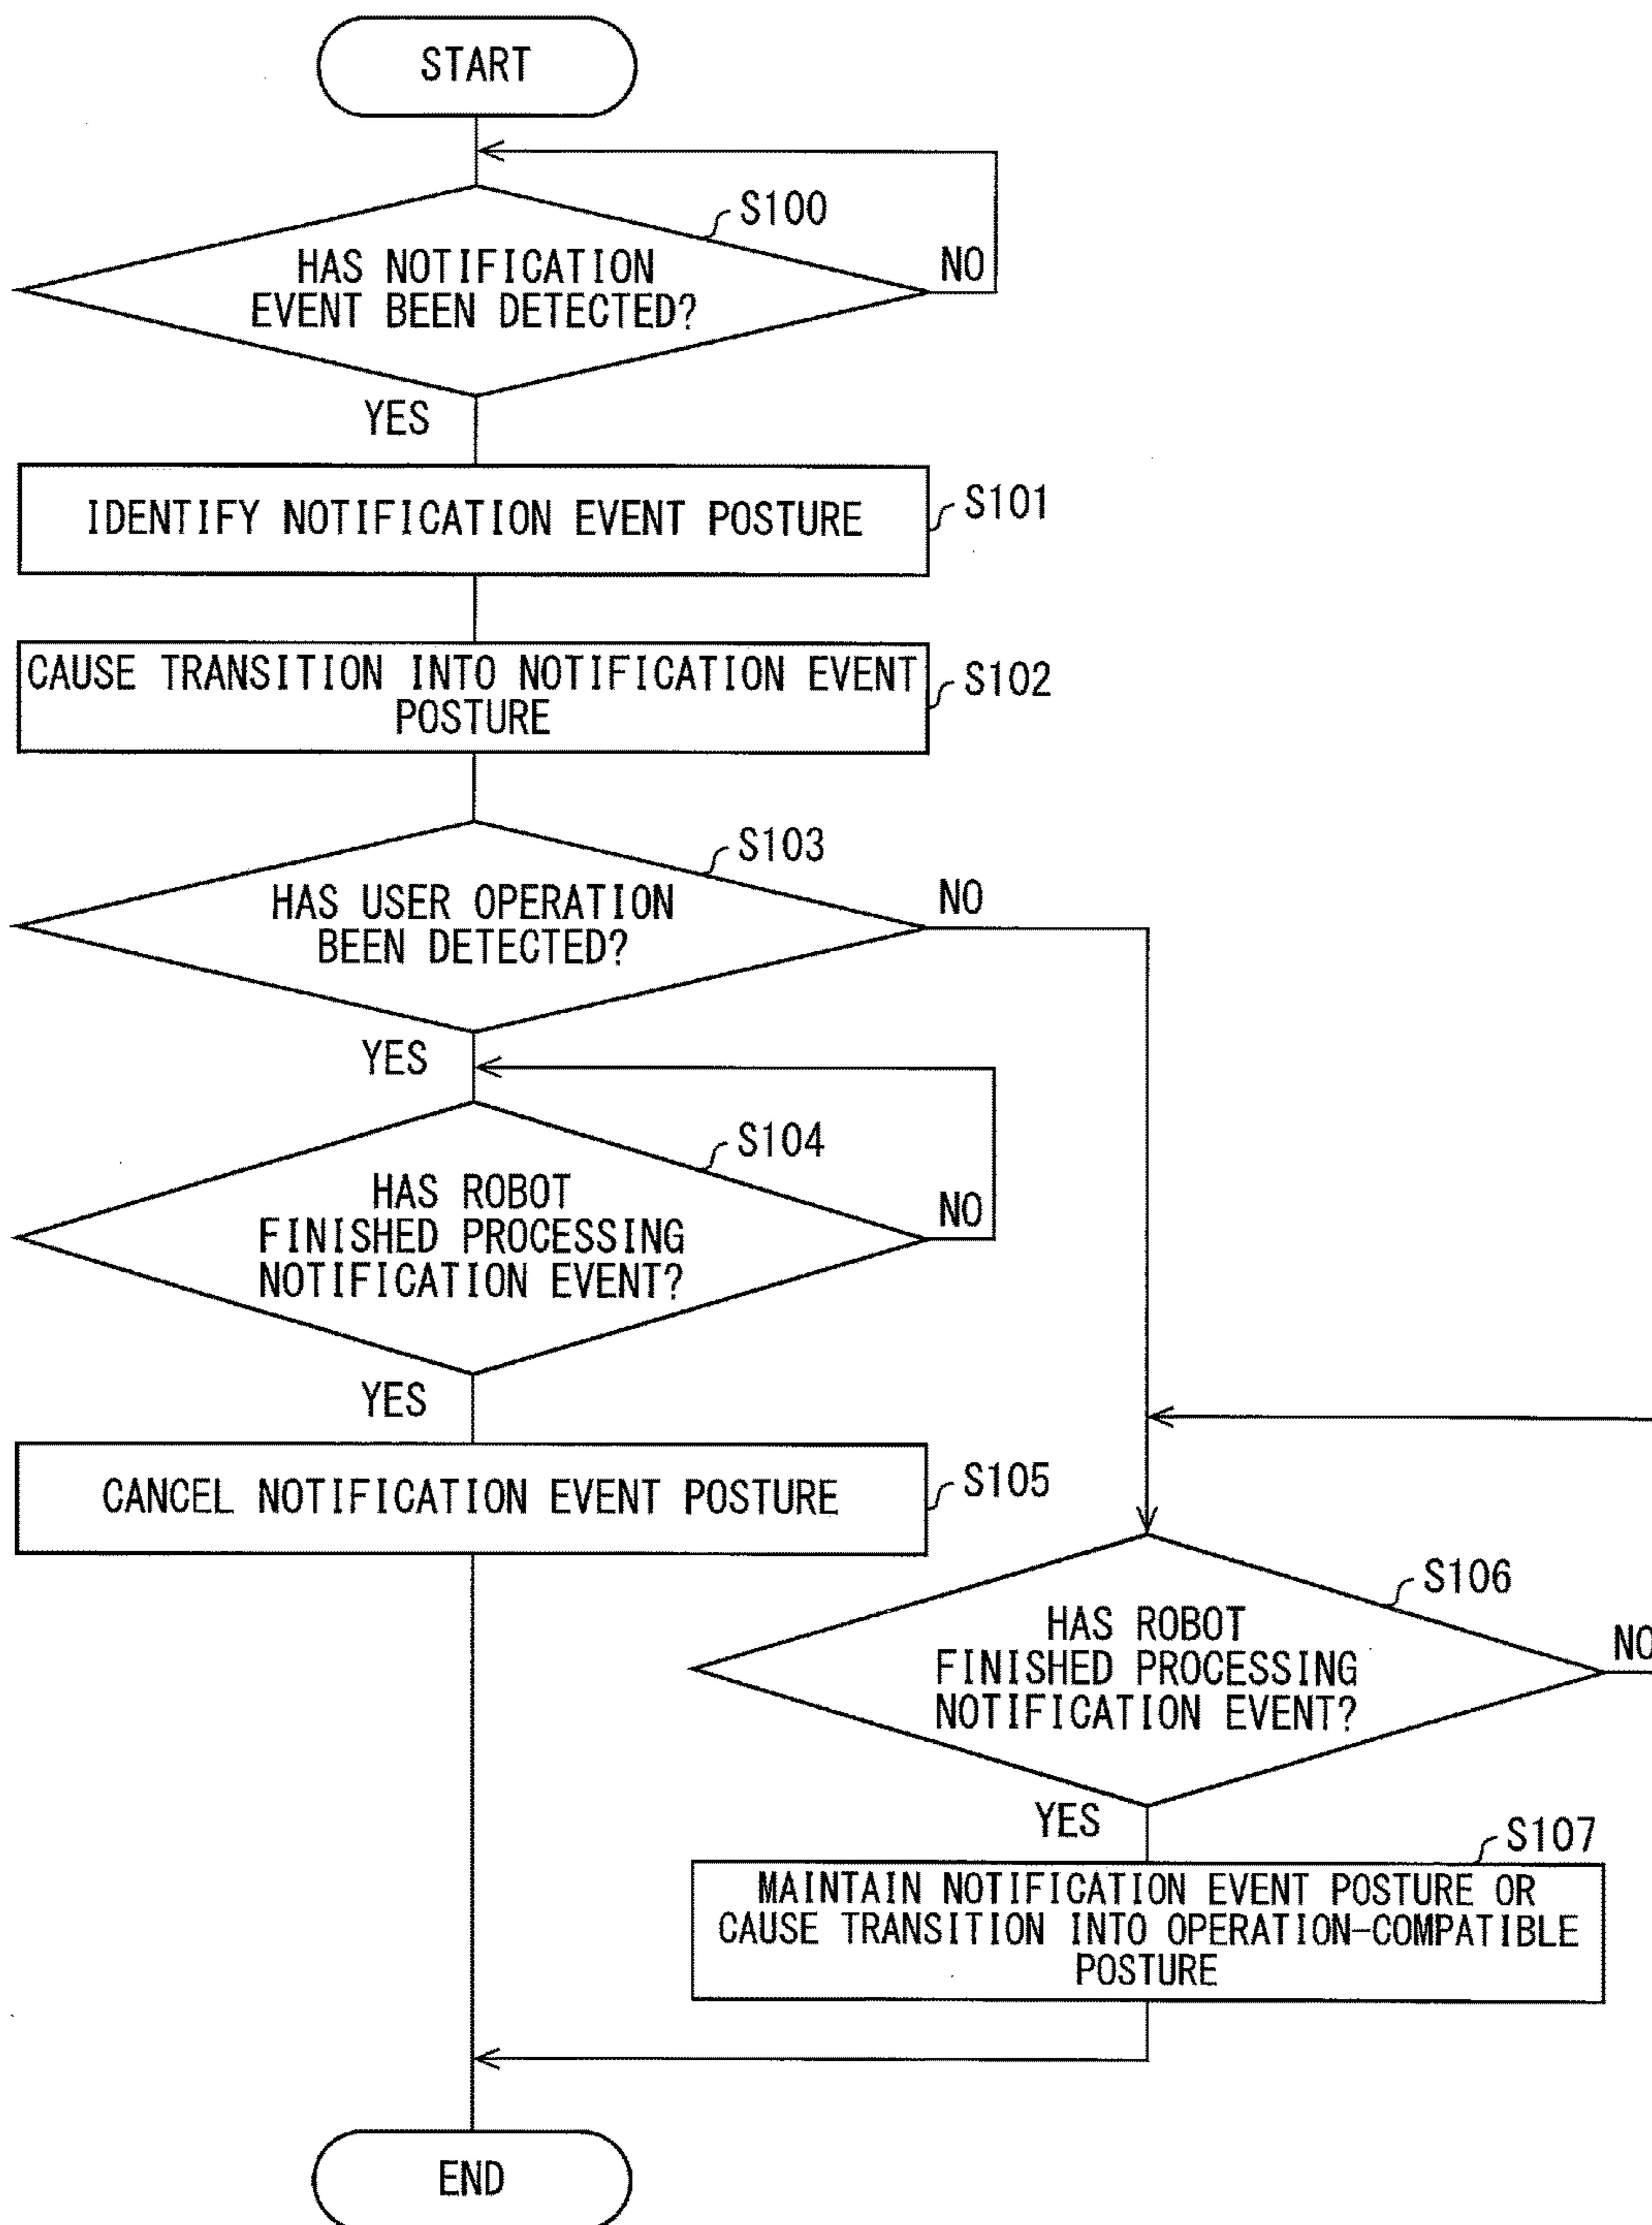 START
S100
HAS NOTIFICATION
EVENT BEEN DETECTED?
NO
YES
IDENTIFY NOTIFICATION EVENT POSTURE
S101
CAUSE TRANSITION INTO NOTIFICATION EVENT
POSTURE
S102
S103
HAS USER OPERATION
BEEN DETECTED?
NO
YES
S104
HAS ROBOT
FINISHED PROCESSING
NOTIFICATION EVENT?
NO
YES
CANCEL NOTIFICATION EVENT POSTURE
S105
S106
HAS ROBOT
FINISHED PROCESSING
NOTIFICATION EVENT?
NO
YES
S107
MAINTAIN NOTIFICATION EVENT POSTURE OR
CAUSE TRANSITION INTO OPERATION-COMPATIBLE
POSTURE
END